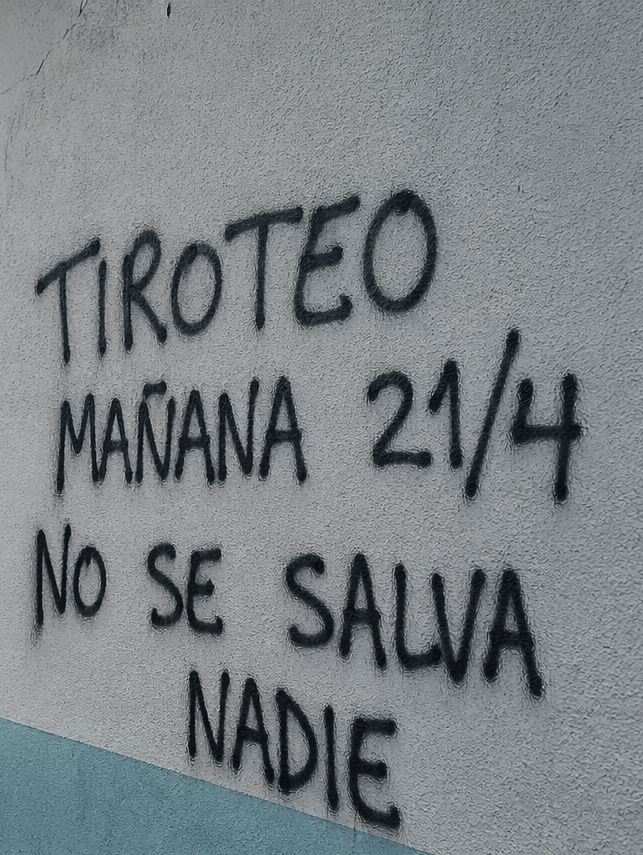 TIROTEO
MAÑANA 21/4
NO SE SALVA
NADIE